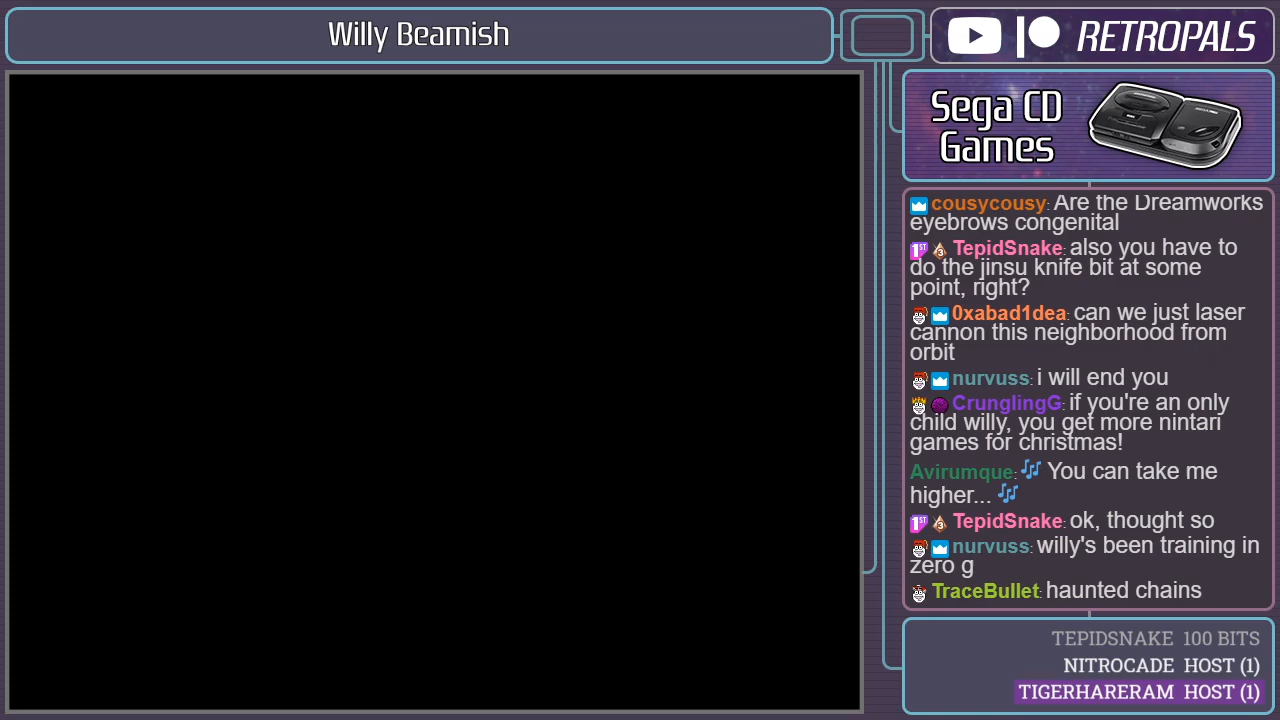 Willy Beamish
RETROPALS
Sega CD
Games
cousycousy: Are the Dreamworks
eyebrows congenital
1ST 3 TepidSnake: also you have to
do the jinsu knife bit at some
point, right?
0xabad1dea: can we just laser
cannon this neighborhood from
orbit
nurvuss: i will end you
CrunglingG: if you're an only
child willy, you get more nintari
games for christmas!
Avirumque: 🎶 You can take me
higher... 🎶
1ST 3 TepidSnake: ok, thought so
nurvuss: willy's been training in
zero g
TraceBullet: haunted chains
TEPIDSNAKE 100 BITS
NITROCADE HOST (1)
TIGERHARERAM HOST (1)